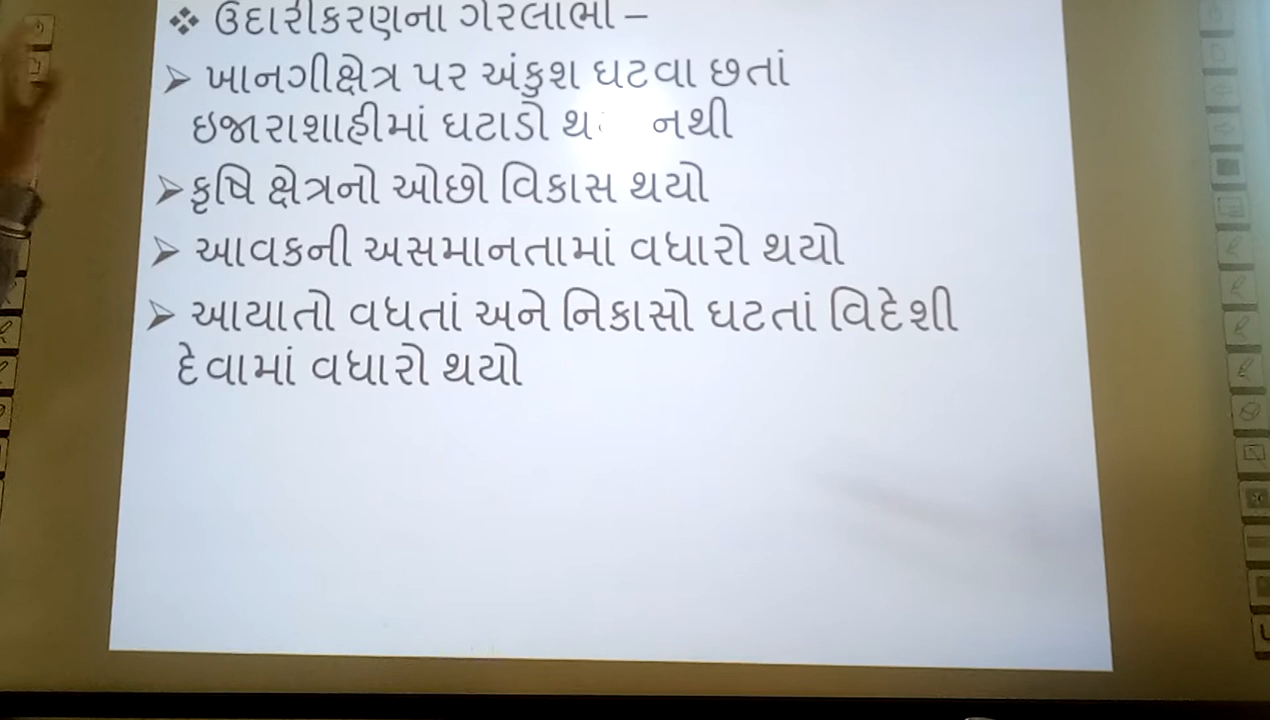 ❖ ઉદારીકરણના ગેરલાભો –
➤ ખાનગીક્ષેત્ર પર અંકુશ ઘટવા છતાં
ઇજારાશાહીમાં ઘટાડો નથી
➤ કૃષિ ક્ષેત્રનો ઓછો વિકાસ થયો
➤ આવકની અસમાનતામાં વધારો થયો
➤ આયાતો વધતાં અને નિકાસો ઘટતાં વિદેશી
દેવામાં વધારો થયો